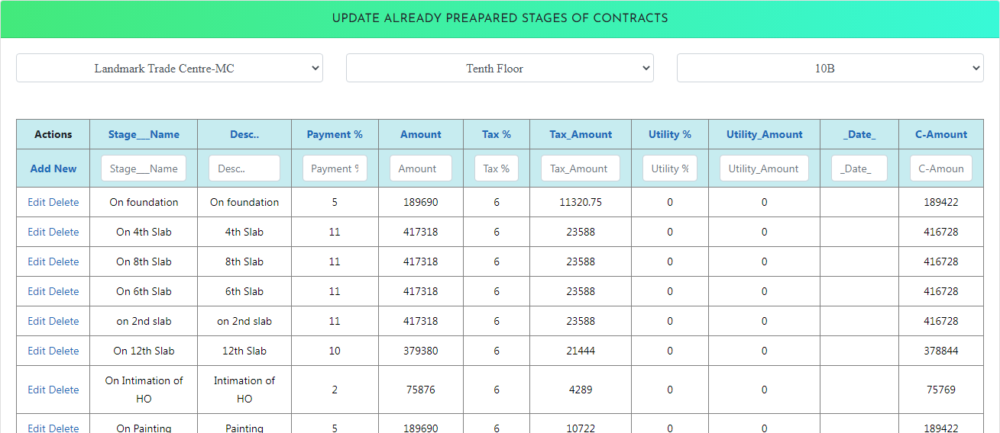 UPDATE ALREADY PREAPARED STAGES OF CONTRACTS
Landmark Trade Centre-MC Tenth Floor 10B
Actions Stage___Name Desc.. Payment % Amount Tax % Tax_Amount Utility % Utility_Amount _Date_ C-Amount
Add New Stage___Name Desc.. Payment % Amount Tax % Tax_Amount Utility % Utility_Amount _Date_ C-Amoun
Edit Delete On foundation On foundation 5 189690 6 11320.75 0 0 189422
Edit Delete On 4th Slab 4th Slab 11 417318 6 23588 0 0 416728
Edit Delete On 8th Slab 8th Slab 11 417318 6 23588 0 0 416728
Edit Delete On 6th Slab 6th Slab 11 417318 6 23588 0 0 416728
Edit Delete on 2nd slab on 2nd slab 11 417318 6 23588 0 0 416728
Edit Delete On 12th Slab 12th Slab 10 379380 6 21444 0 0 378844
Edit Delete On Intimation of HO Intimation of HO 2 75876 6 4289 0 0 75769
Edit Delete On Painting Painting 5 189690 6 10722 0 0 189422